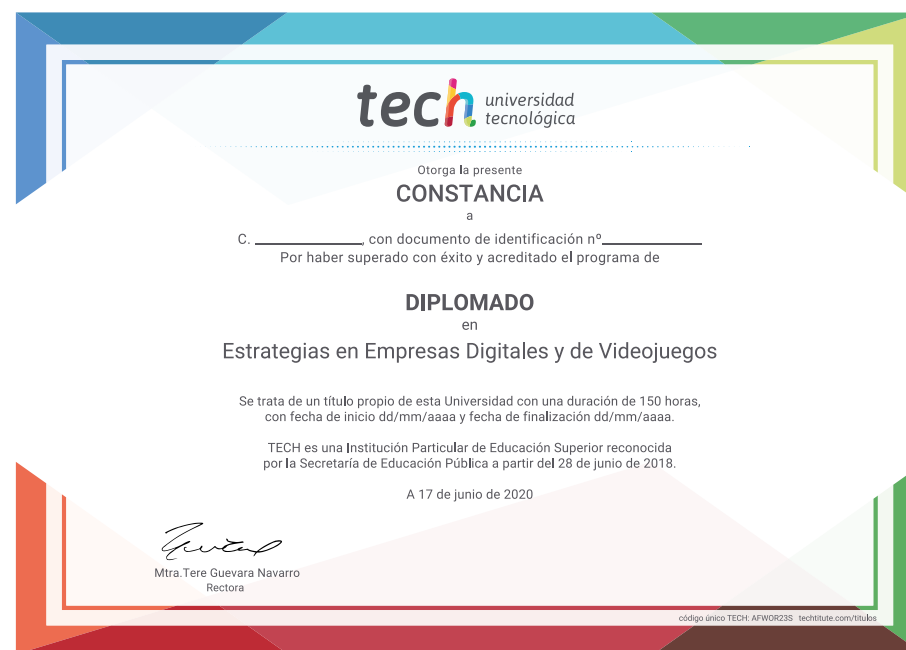 tech universidad
tecnológica
Otorga la presente
CONSTANCIA
a
C. ____________, con documento de identificación nº____________
Por haber superado con éxito y acreditado el programa de
DIPLOMADO
en
Estrategias en Empresas Digitales y de Videojuegos
Se trata de un título propio de esta Universidad con una duración de 150 horas,
con fecha de inicio dd/mm/aaaa y fecha de finalización dd/mm/aaaa.
TECH es una Institución Particular de Educación Superior reconocida
por la Secretaría de Educación Pública a partir del 28 de junio de 2018.
A 17 de junio de 2020
Mtra.Tere Guevara Navarro
Rectora
código único TECH: AFWOR23S techtitute.com/titulos